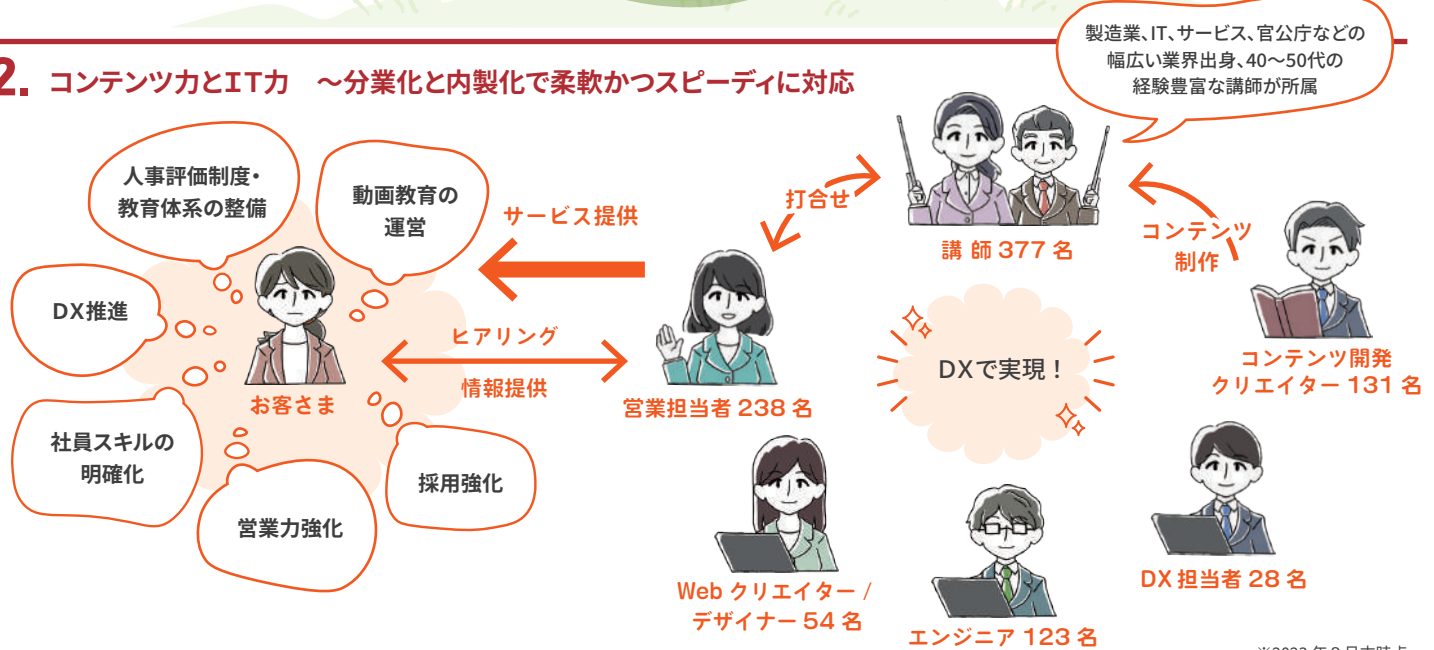 2. コンテンツ力とIT力 ～分業化と内製化で柔軟かつスピーディに対応
製造業、IT、サービス、官公庁などの
幅広い業界出身、40～50代の
経験豊富な講師が所属
人事評価制度・
教育体系の整備
動画教育の
運営
DX推進
お客さま
社員スキルの
明確化
営業力強化
採用強化
サービス提供
ヒアリング
情報提供
営業担当者 238 名
打合せ
講 師 377 名
コンテンツ
制作
コンテンツ開発
クリエイター 131 名
DXで実現！
Web クリエイター /
デザイナー 54 名
エンジニア 123 名
DX 担当者 28 名